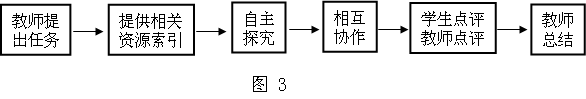 教师提
出任务
提供相关
资源索引
自主
探究
相互
协作
学生点评
教师点评
教师
总结
图 3